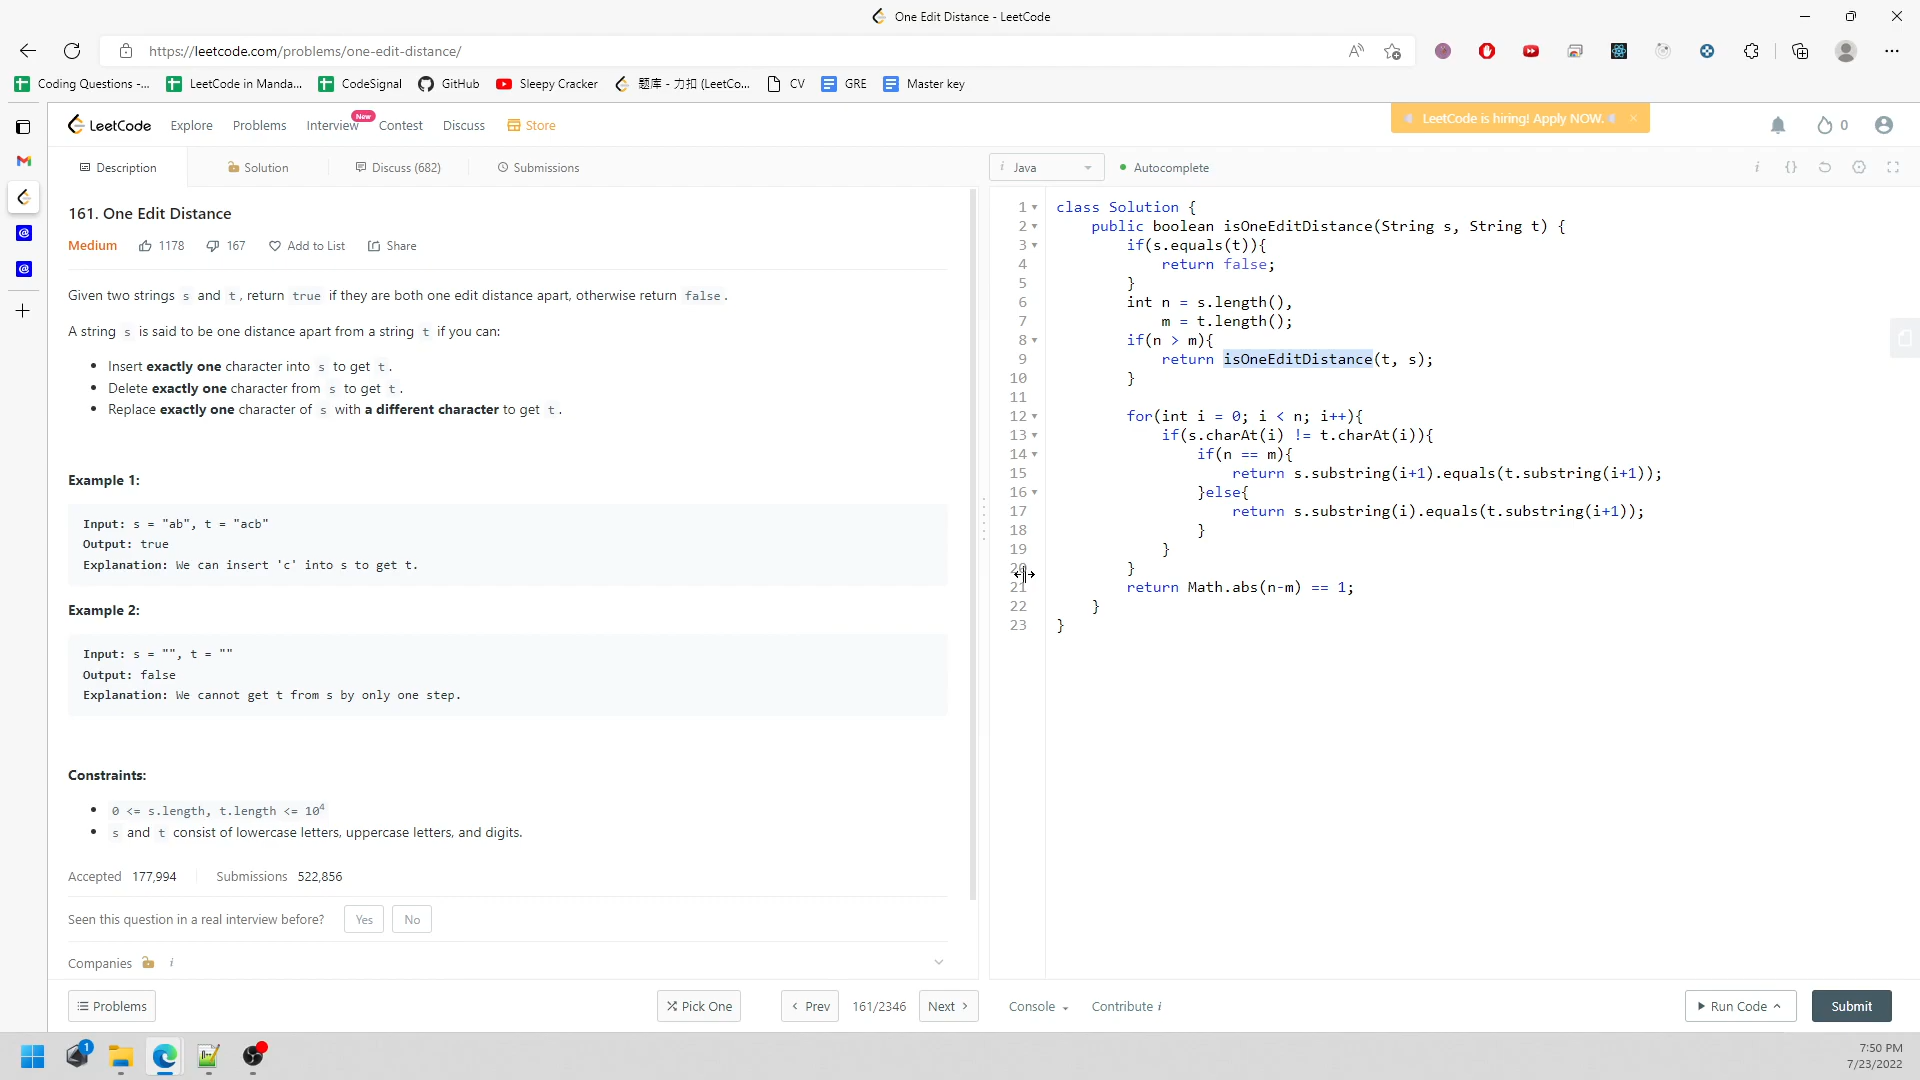 One Edit Distance - LeetCode
https://leetcode.com/problems/one-edit-distance/
Coding Questions -... LeetCode in Manda... CodeSignal GitHub Sleepy Cracker 题库 - 力扣 (LeetCo... CV GRE Master key
LeetCode Explore Problems Interview New Contest Discuss Store
LeetCode is hiring! Apply NOW.
0
Description Solution Discuss (682) Submissions
161. One Edit Distance
Medium 1178 167 Add to List Share
Given two strings s and t, return true if they are both one edit distance apart, otherwise return false.
A string s is said to be one distance apart from a string t if you can:
• Insert exactly one character into s to get t.
• Delete exactly one character from s to get t.
• Replace exactly one character of s with a different character to get t.
Example 1:
Input: s = "ab", t = "acb"
Output: true
Explanation: We can insert 'c' into s to get t.
Example 2:
Input: s = "", t = ""
Output: false
Explanation: We cannot get t from s by only one step.
Constraints:
• 0 <= s.length, t.length <= 10⁴
• s and t consist of lowercase letters, uppercase letters, and digits.
Accepted 177,994 Submissions 522,856
Seen this question in a real interview before? Yes No
Companies i
Problems Pick One < Prev 161/2346 Next >
i Java Autocomplete i {}
1 class Solution {
2 public boolean isOneEditDistance(String s, String t) {
3 if(s.equals(t)){
4 return false;
5 }
6 int n = s.length(),
7 m = t.length();
8 if(n > m){
9 return isOneEditDistance(t, s);
10 }
11
12 for(int i = 0; i < n; i++){
13 if(s.charAt(i) != t.charAt(i)){
14 if(n == m){
15 return s.substring(i+1).equals(t.substring(i+1));
16 }else{
17 return s.substring(i).equals(t.substring(i+1));
18 }
19 }
20 }
21 return Math.abs(n-m) == 1;
22 }
23 }
Console Contribute i Run Code Submit
1
7:50 PM
7/23/2022